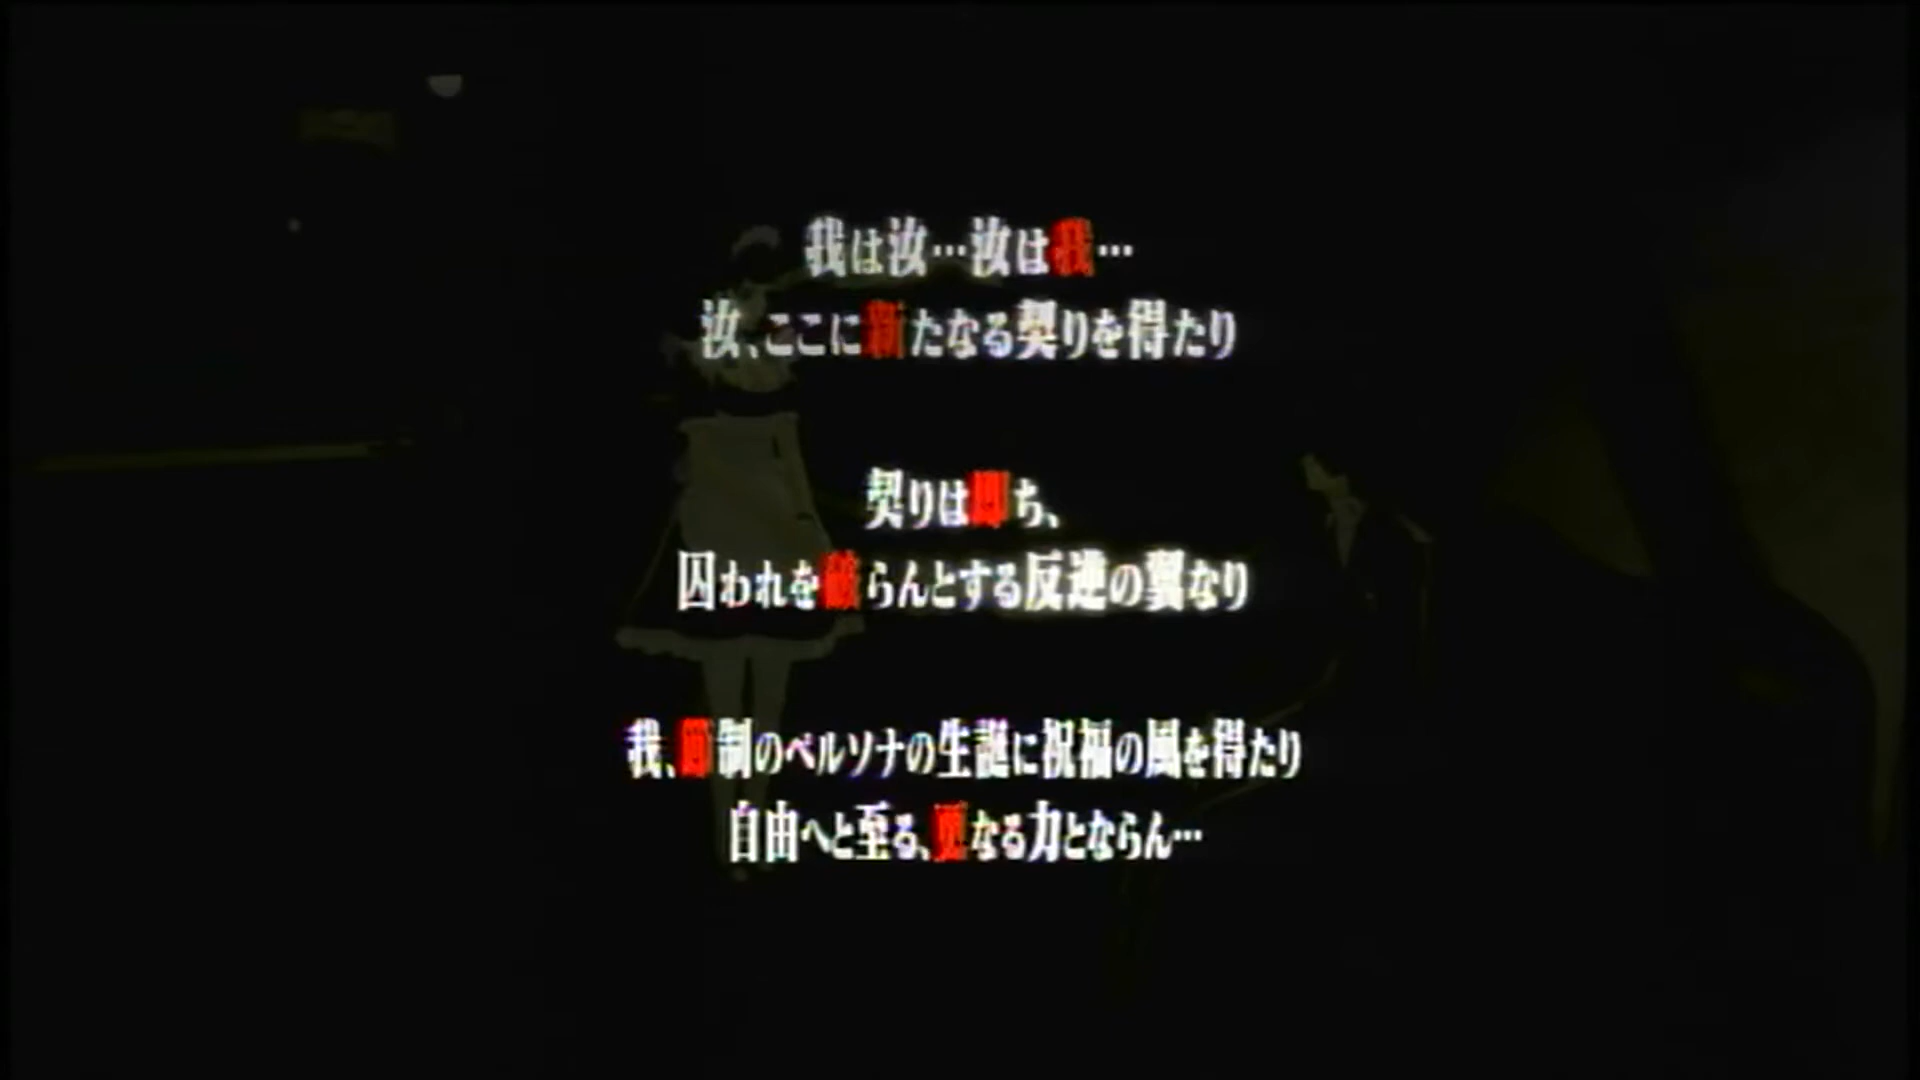 我は汝…汝は我…
汝、ここに新たなる契りを得たり
契りは即ち、
囚われを破らんとする反逆の翼なり
我、節制のペルソナの生誕に祝福の風を得たり
自由へと至る、更なる力とならん…